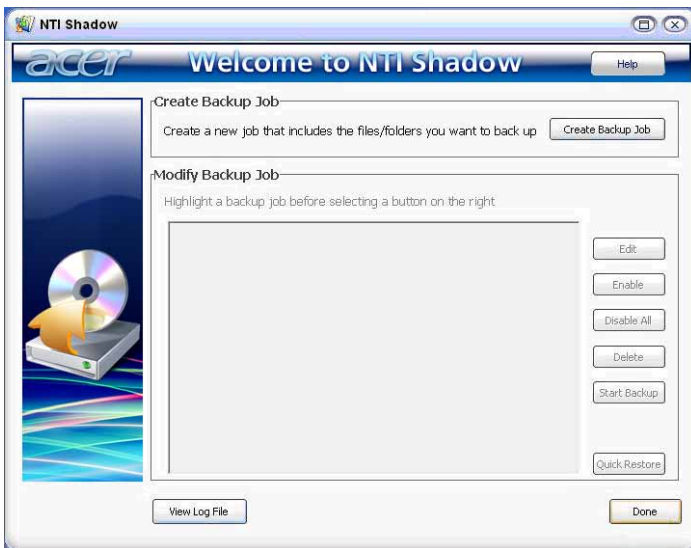 NTI Shadow
acer Welcome to NTI Shadow Help
Create Backup Job
Create a new job that includes the files/folders you want to back up Create Backup Job
Modify Backup Job
Highlight a backup job before selecting a button on the right
Edit
Enable
Disable All
Delete
Start Backup
Quick Restore
View Log File Done